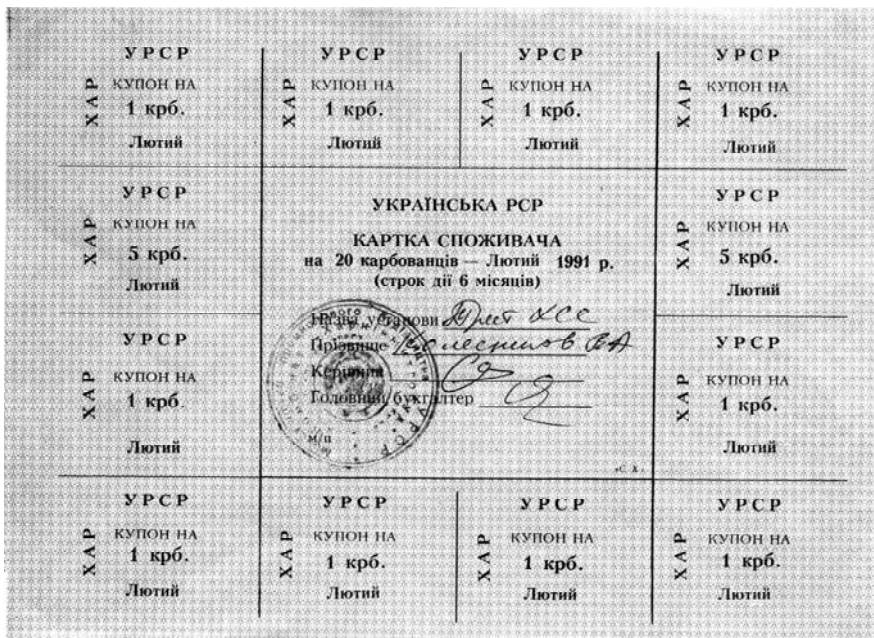 УРСР
ХАР
КУПОН НА
1 крб.
Лютий
УРСР
ХАР
КУПОН НА
1 крб.
Лютий
УРСР
ХАР
КУПОН НА
1 крб.
Лютий
УРСР
ХАР
КУПОН НА
1 крб.
Лютий
УРСР
ХАР
КУПОН НА
5 крб.
Лютий
УКРАЇНСЬКА РСР
КАРТКА СПОЖИВАЧА
на 20 карбованців — Лютий 1991 р.
(строк дії 6 місяців)
Назва установи
Прізвище
Керівник
Головний бухгалтер
м/п
УРСР
«С. Х.
УРСР
ХАР
КУПОН НА
5 крб.
Лютий
УРСР
ХАР
КУПОН НА
1 крб.
Лютий
УРСР
ХАР
КУПОН НА
1 крб.
Лютий
УРСР
ХАР
КУПОН НА
1 крб.
Лютий
УРСР
ХАР
КУПОН НА
1 крб.
Лютий
УРСР
ХАР
КУПОН НА
1 крб.
Лютий
УРСР
ХАР
КУПОН НА
1 крб.
Лютий